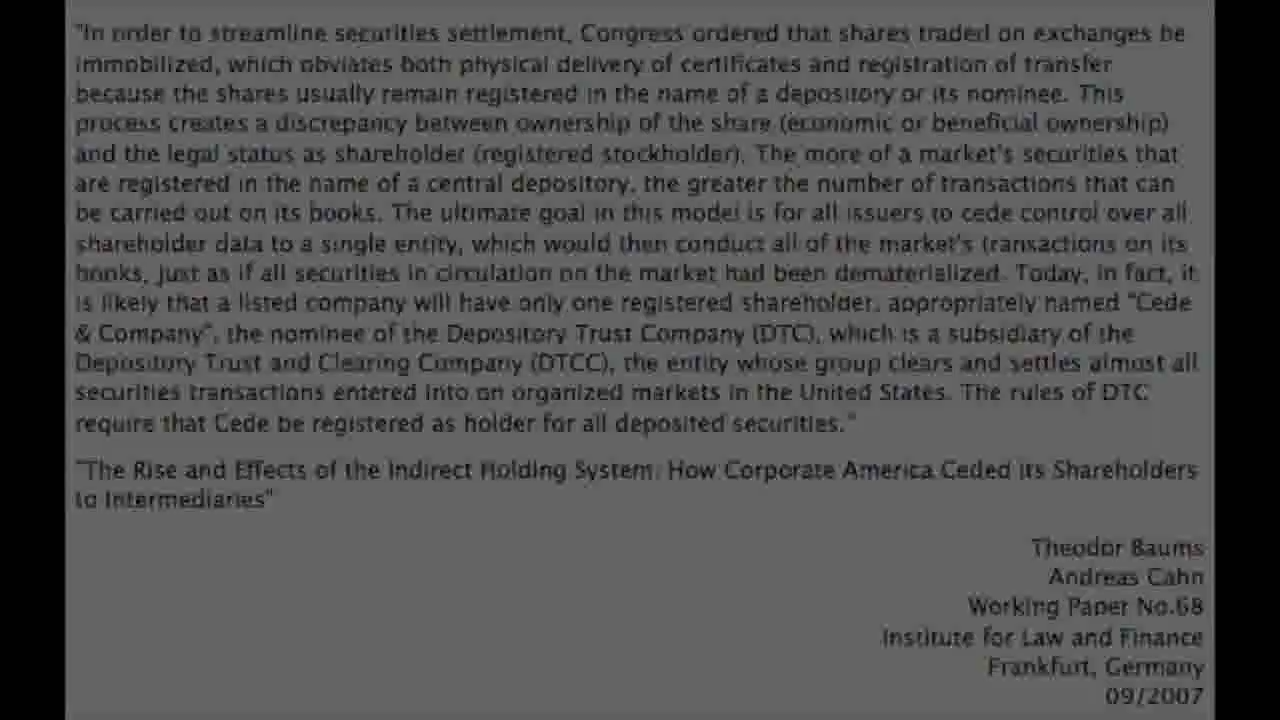 "In order to streamline securities settlement, Congress ordered that shares traded on exchanges be
immobilized, which obviates both physical delivery of certificates and registration of transfer
because the shares usually remain registered in the name of a depository or its nominee. This
process creates a discrepancy between ownership of the share (economic or beneficial ownership)
and the legal status as shareholder (registered stockholder). The more of a market's securities that
are registered in the name of a central depository, the greater the number of transactions that can
be carried out on its books. The ultimate goal in this model is for all issuers to cede control over all
shareholder data to a single entity, which would then conduct all of the market's transactions on its
books, just as if all securities in circulation on the market had been dematerialized. Today, in fact, it
is likely that a listed company will have only one registered shareholder, appropriately named "Cede
& Company", the nominee of the Depository Trust Company (DTC), which is a subsidiary of the
Depository Trust and Clearing Company (DTCC), the entity whose group clears and settles almost all
securities transactions entered into on organized markets in the United States. The rules of DTC
require that Cede be registered as holder for all deposited securities."
"The Rise and Effects of the Indirect Holding System: How Corporate America Ceded its Shareholders
to Intermediaries"
Theodor Baums
Andreas Cahn
Working Paper No.68
Institute for Law and Finance
Frankfurt, Germany
09/2007